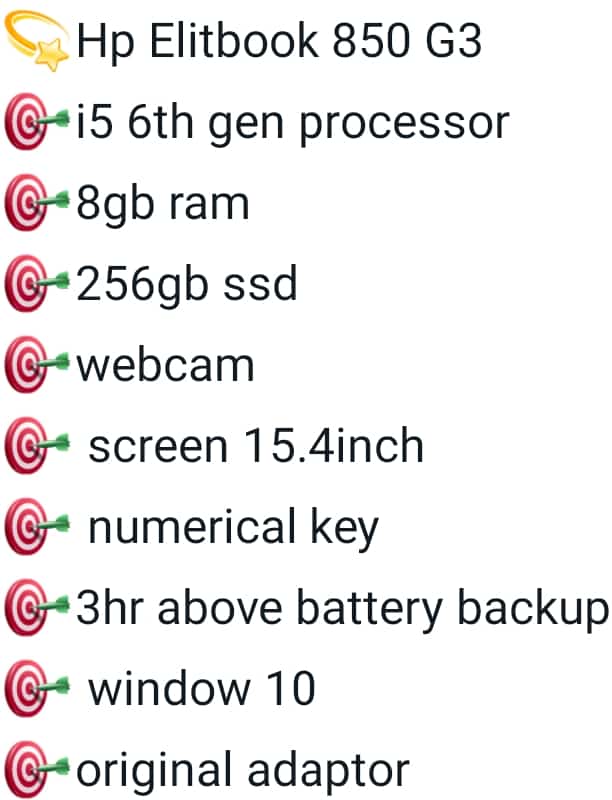 💫Hp Elitbook 850 G3
🎯i5 6th gen processor
🎯8gb ram
🎯256gb ssd
🎯webcam
🎯 screen 15.4inch
🎯 numerical key
🎯3hr above battery backup
🎯 window 10
🎯original adaptor